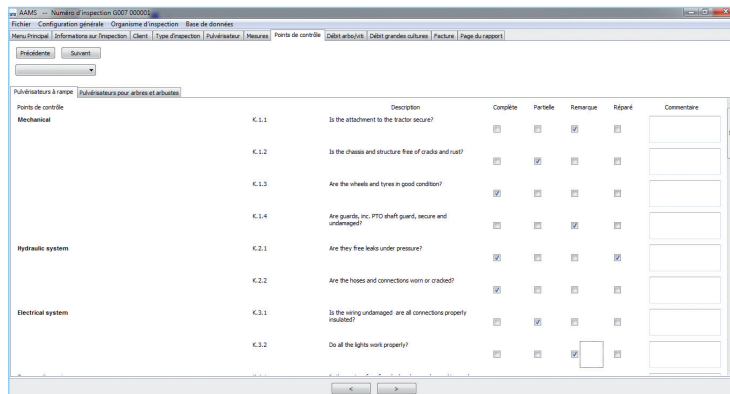 AAMS -- Numéro d'inspection G007 000001
Fichier Configuration générale Organisme d'inspection Base de données
Menu Principal Informations sur l'inspection Client Type d'inspection Pulvérisateur Mesures Points de contrôle Débit arbo/viti Débit grandes cultures Facture Page du rapport
Précédente Suivant
Pulvérisateurs à rampe Pulvérisateurs pour arbres et arbustes
Points de contrôle Description Complète Partielle Remarque Réparé Commentaire
Mechanical K.1.1 Is the attachment to the tractor secure?
K.1.2 Is the chassis and structure free of cracks and rust?
K.1.3 Are the wheels and tyres in good condition?
K.1.4 Are guards, inc. PTO shaft guard, secure and
undamaged?
Hydraulic system K.2.1 Are they free leaks under pressure?
K.2.2 Are the hoses and connections worn or cracked?
Electrical system K.3.1 Is the wiring undamaged are all connections properly
insulated?
K.3.2 Do all the lights work properly?
< >